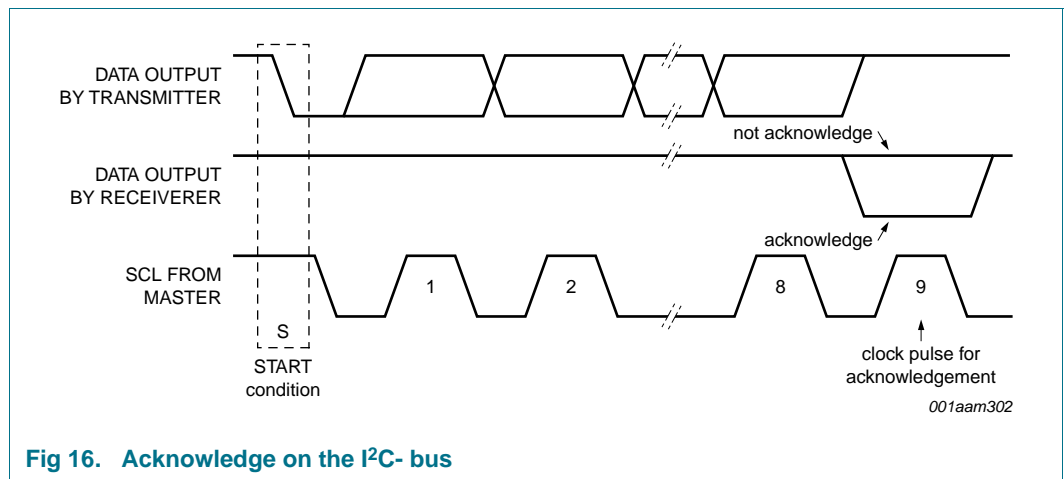 DATA OUTPUT
BY TRANSMITTER
not acknowledge
DATA OUTPUT
BY RECEIVERER
acknowledge
SCL FROM
MASTER
1
2
8
9
S
START
condition
clock pulse for
acknowledgement
001aam302
Fig 16. Acknowledge on the I²C- bus